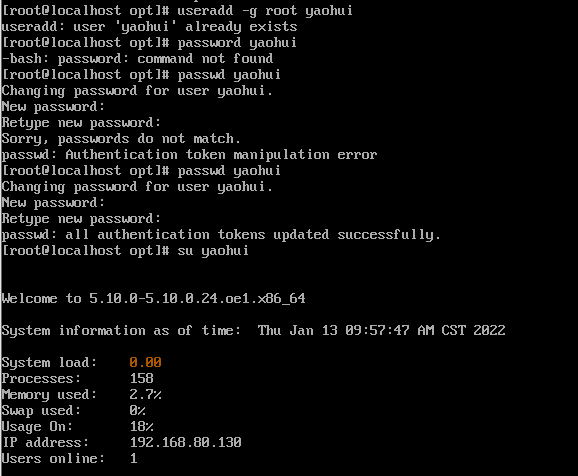 [root@localhost opt]# useradd -g root yaohui
useradd: user 'yaohui' already exists
[root@localhost opt]# password yaohui
-bash: password: command not found
[root@localhost opt]# passwd yaohui
Changing password for user yaohui.
New password:
Retype new password:
Sorry, passwords do not match.
passwd: Authentication token manipulation error
[root@localhost opt]# passwd yaohui
Changing password for user yaohui.
New password:
Retype new password:
passwd: all authentication tokens updated successfully.
[root@localhost opt]# su yaohui
Welcome to 5.10.0-5.10.0.24.oe1.x86_64
System information as of time:  Thu Jan 13 09:57:47 AM CST 2022
System load:    0.00
Processes:      158
Memory used:    2.7%
Swap used:      0%
Usage On:       18%
IP address:     192.168.80.130
Users online:   1